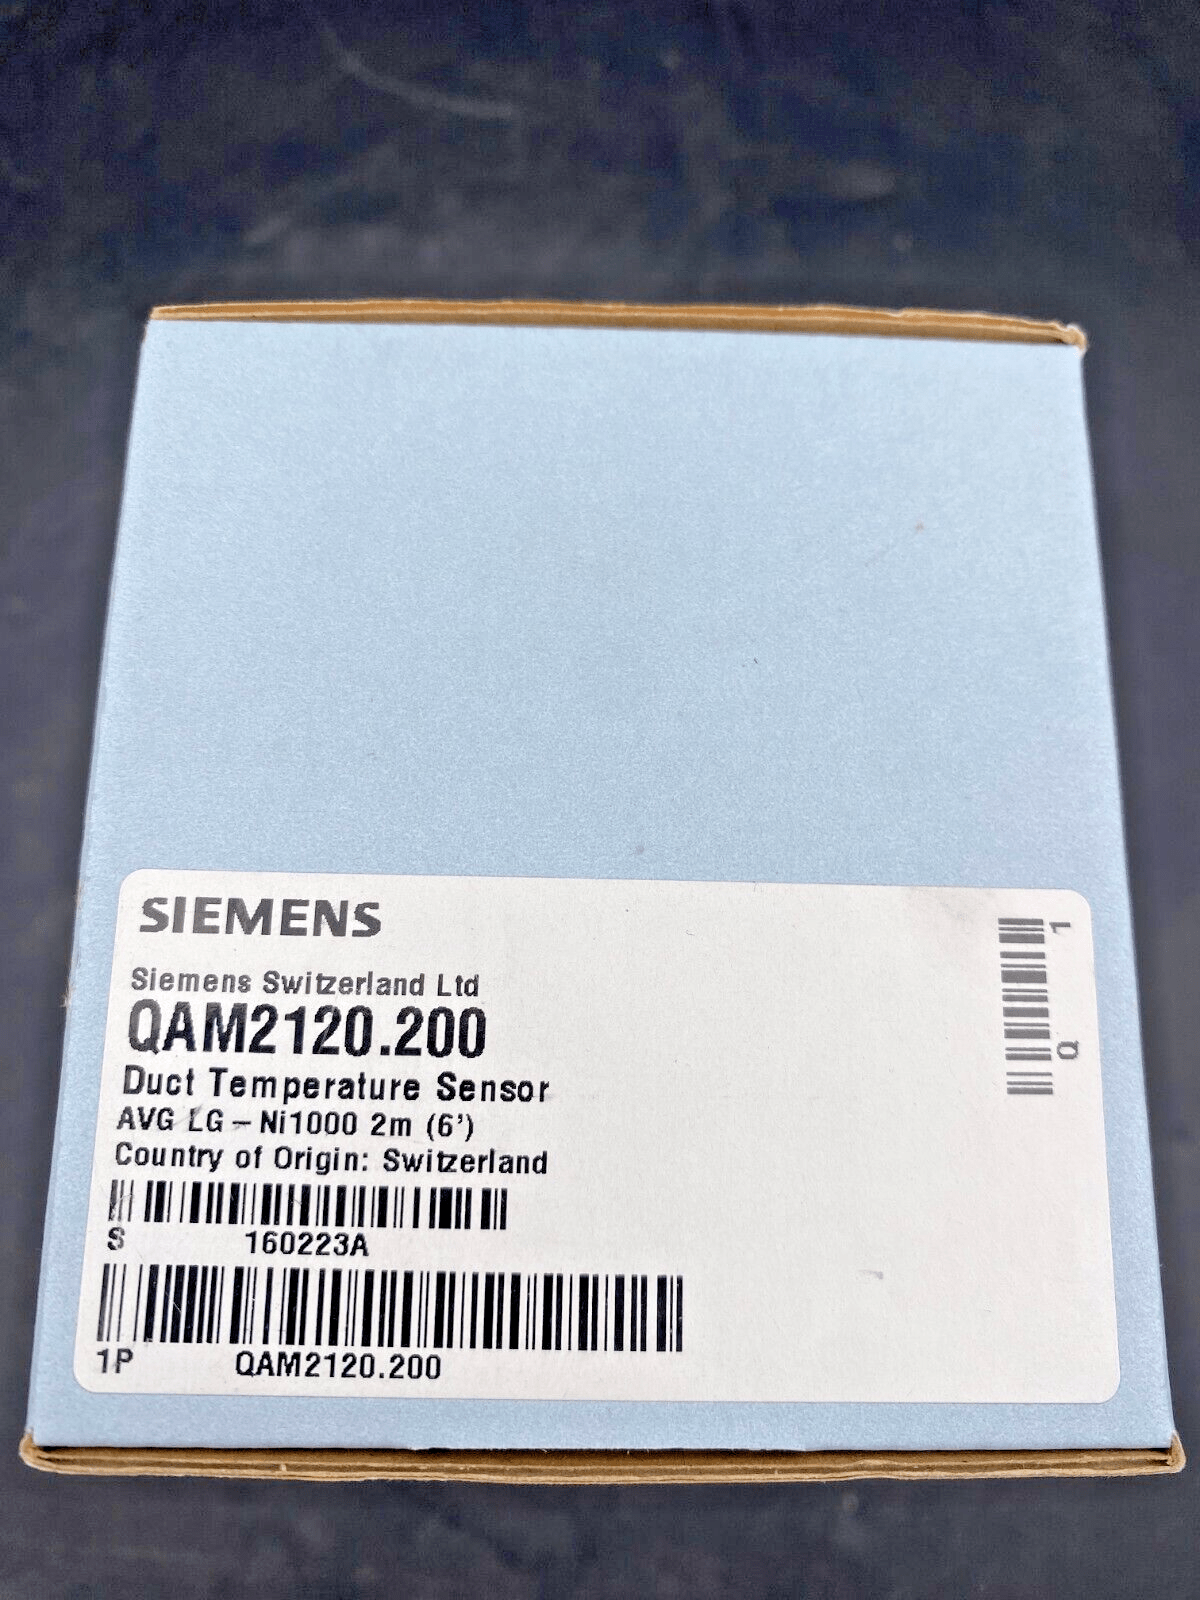 SIEMENS
Siemens Switzerland Ltd
QAM2120.200
Duct Temperature Sensor
AVG LG – Ni1000 2m (6')
Country of Origin: Switzerland
S 160223A
1P QAM2120.200
Q 1